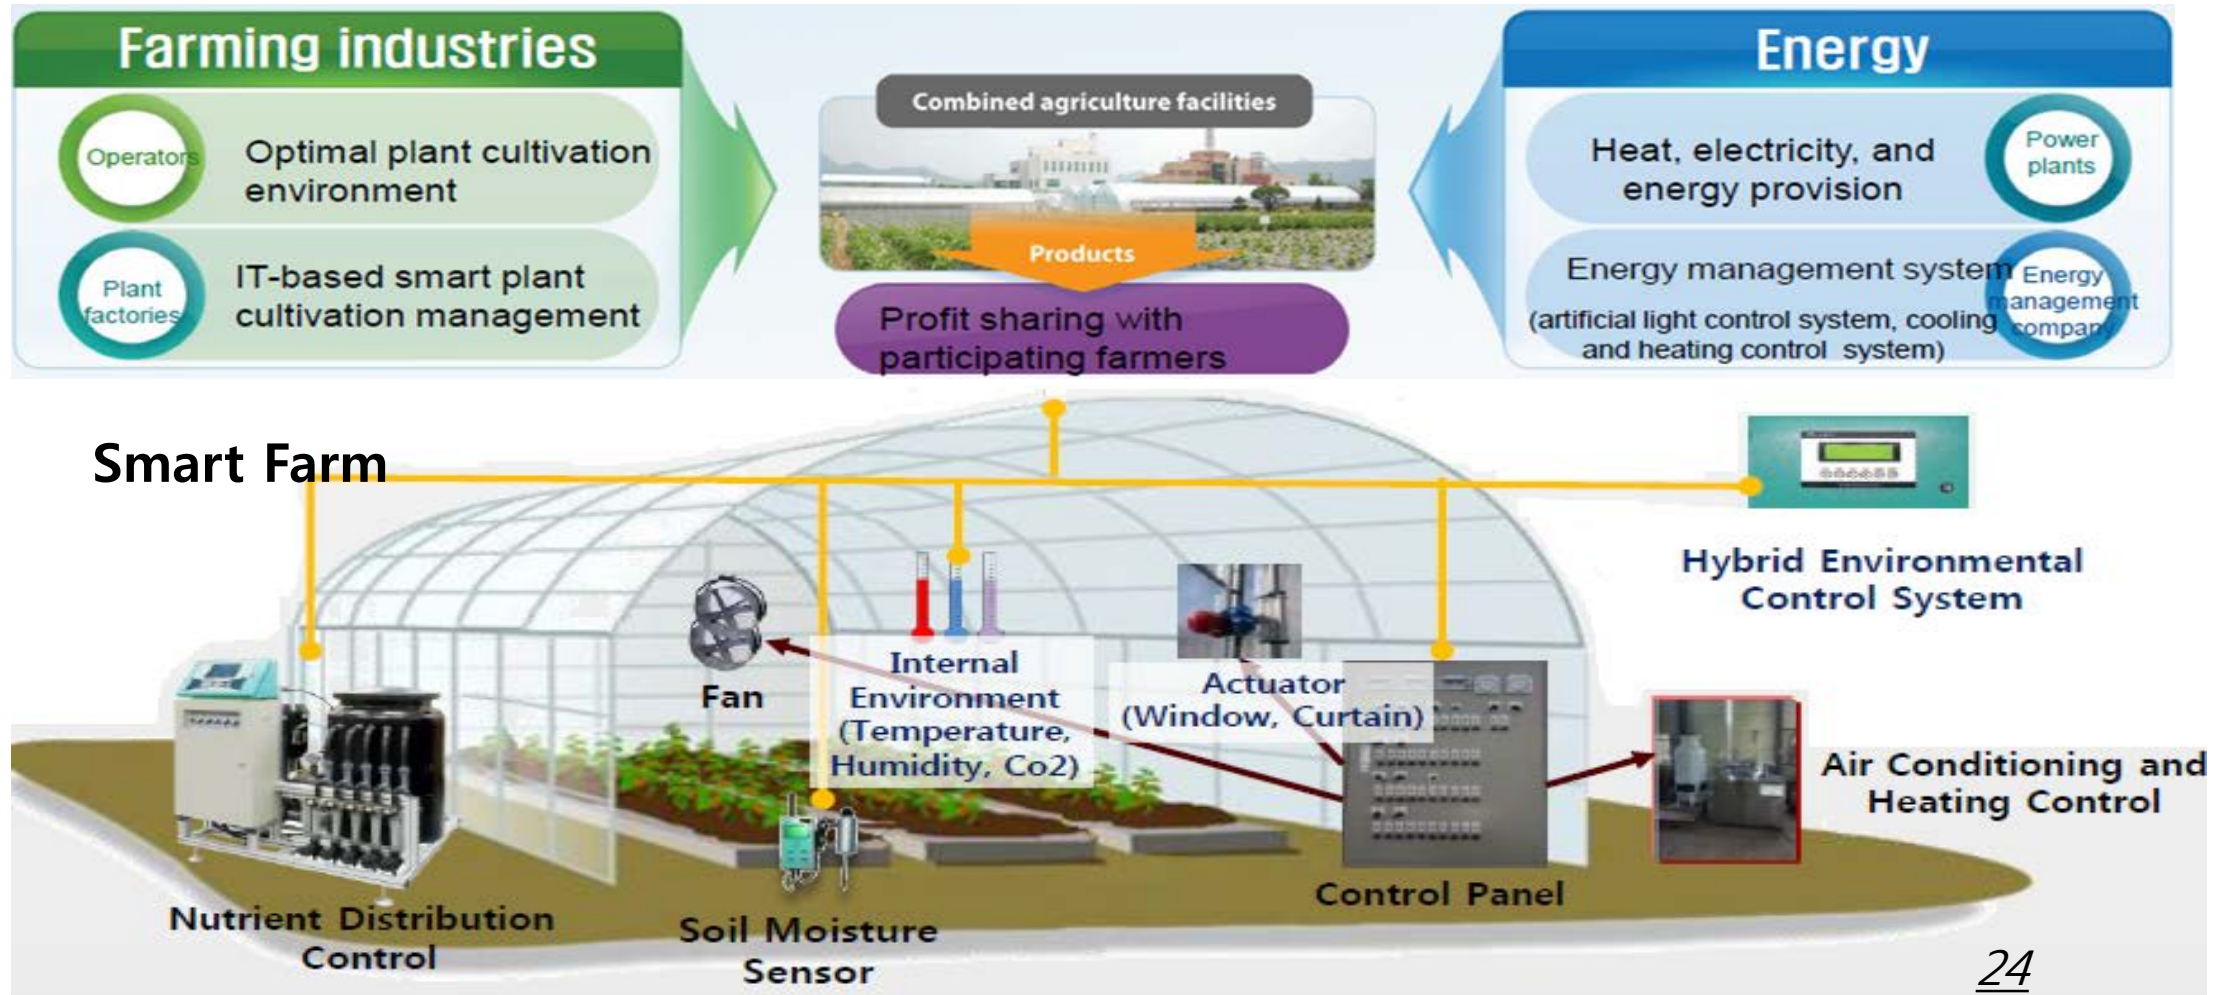 Farming industries
Operators
Optimal plant cultivation
environment
Plant
factories
IT-based smart plant
cultivation management
Combined agriculture facilities
Products
Profit sharing with
participating farmers
Energy
Heat, electricity, and
energy provision
Power
plants
Energy management system
(artificial light control system, cooling
and heating control system)
Energy
management
company
Smart Farm
Hybrid Environmental
Control System
Fan
Internal
Environment
(Temperature,
Humidity, Co2)
Actuator
(Window, Curtain)
Air Conditioning and
Heating Control
Control Panel
Nutrient Distribution
Control
Soil Moisture
Sensor
24